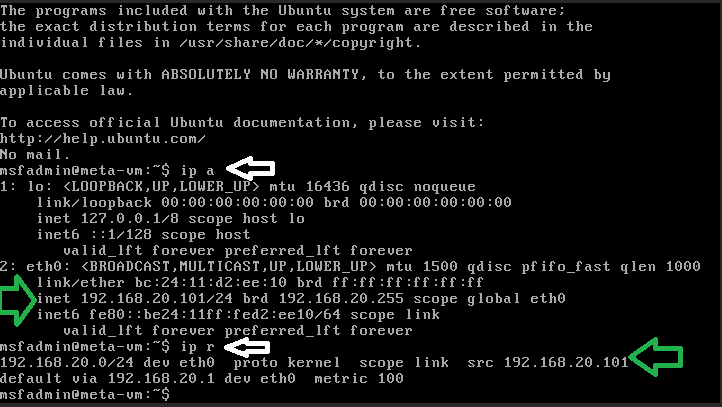 The programs included with the Ubuntu system are free software;
the exact distribution terms for each program are described in the
individual files in /usr/share/doc/*/copyright.
Ubuntu comes with ABSOLUTELY NO WARRANTY, to the extent permitted by
applicable law.
To access official Ubuntu documentation, please visit:
http://help.ubuntu.com/
No mail.
msfadmin@meta-vm:~$ ip a
1: lo: <LOOPBACK,UP,LOWER_UP> mtu 16436 qdisc noqueue
link/loopback 00:00:00:00:00:00 brd 00:00:00:00:00:00
inet 127.0.0.1/8 scope host lo
inet6 ::1/128 scope host
valid_lft forever preferred_lft forever
2: eth0: <BROADCAST,MULTICAST,UP,LOWER_UP> mtu 1500 qdisc pfifo_fast qlen 1000
link/ether bc:24:11:d2:ee:10 brd ff:ff:ff:ff:ff:ff
inet 192.168.20.101/24 brd 192.168.20.255 scope global eth0
inet6 fe80::be24:11ff:fed2:ee10/64 scope link
valid_lft forever preferred_lft forever
msfadmin@meta-vm:~$ ip r
192.168.20.0/24 dev eth0  proto kernel  scope link  src 192.168.20.101
default via 192.168.20.1 dev eth0  metric 100
msfadmin@meta-vm:~$